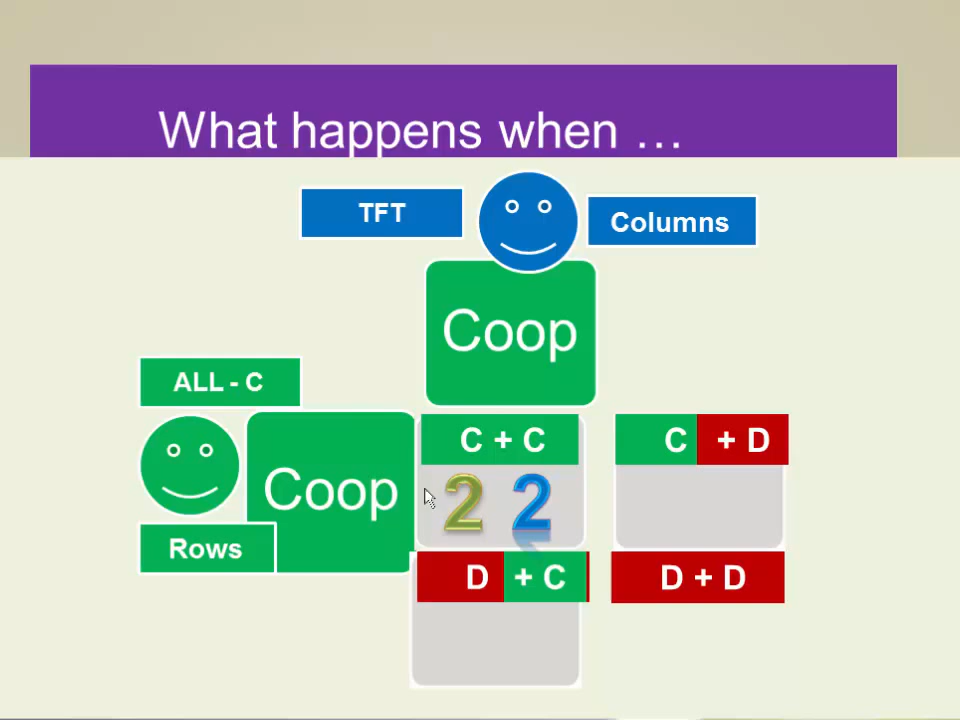 What happens when …
TFT
Columns
Coop
ALL - C
Coop
Rows
C + C
C + D
2 2
D + C
D + D